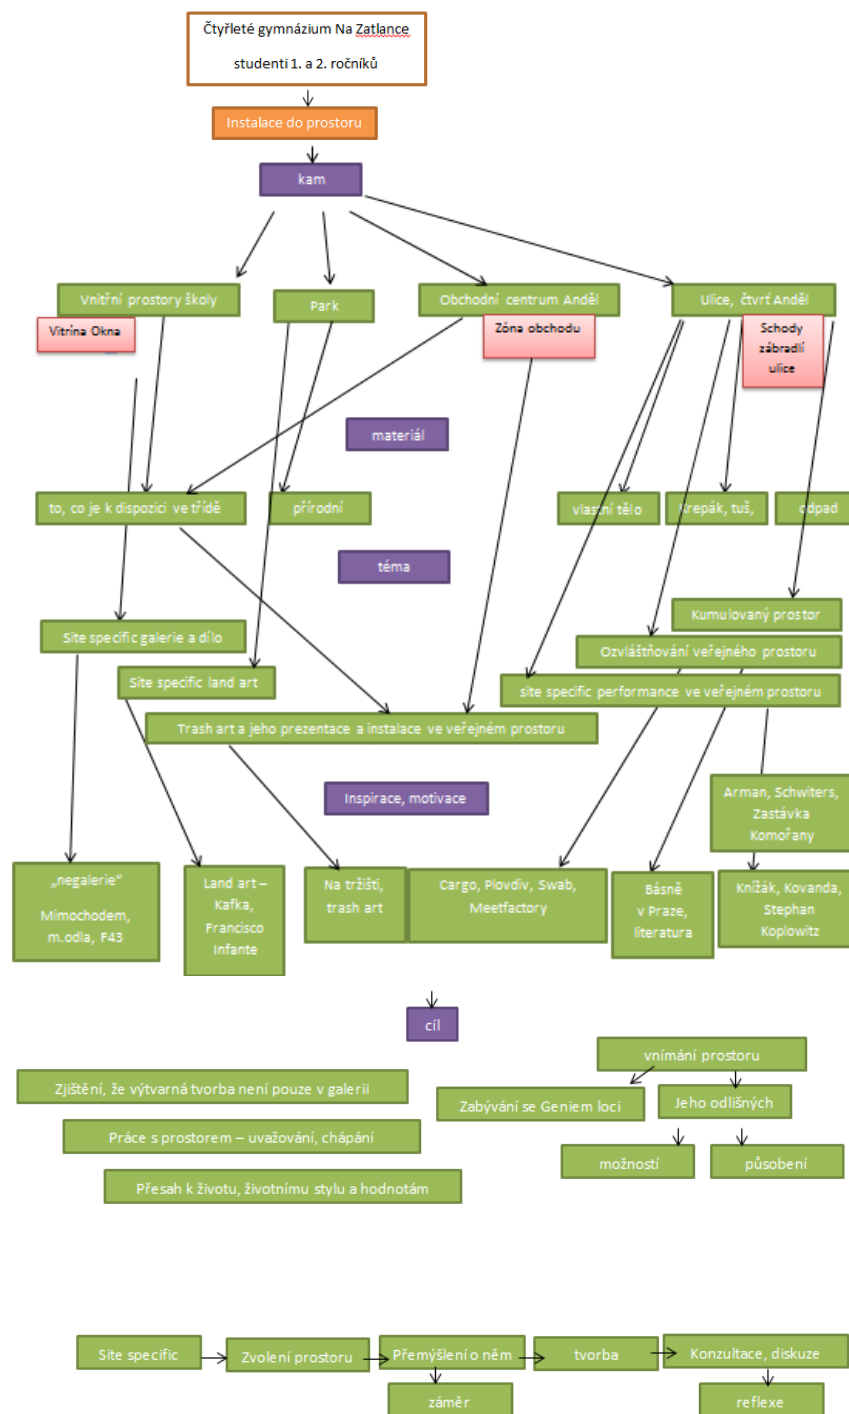 Čtyřleté gymnázium Na Zatlance
studenti 1. a 2. ročníků
Instalace do prostoru
kam
Vnitřní prostory školy
Park
Obchodní centrum Anděl
Ulice, čtvrť Anděl
Vitrína Okna
Zóna obchodu
Schody
zábradlí
ulice
materiál
to, co je k dispozici ve třídě
přírodní
vlastní tělo
Krepák, tuš,
odpad
téma
Kumulovaný prostor
Site specific galerie a dílo
Ozvláštňování veřejného prostoru
Site specific land art
site specific performance ve veřejném prostoru
Trash art a jeho prezentace a instalace ve veřejném prostoru
Inspirace, motivace
Arman, Schwiters,
Zastávka
Komořany
„negalerie“
Mimochodem,
m.odla, F43
Land art –
Kafka,
Francisco
Infante
Na tržišti,
trash art
Cargo, Plovdiv, Swab,
Meetfactory
Básně
v Praze,
literatura
Knížák, Kovanda,
Stephan
Koplowitz
cíl
vnímání prostoru
Zjištění, že výtvarná tvorba není pouze v galerii
Zabývání se Geniem loci
Jeho odlišných
Práce s prostorem – uvažování, chápání
možností
působení
Přesah k životu, životnímu stylu a hodnotám
Site specific
Zvolení prostoru
Přemýšlení o něm
tvorba
Konzultace, diskuze
záměr
reflexe